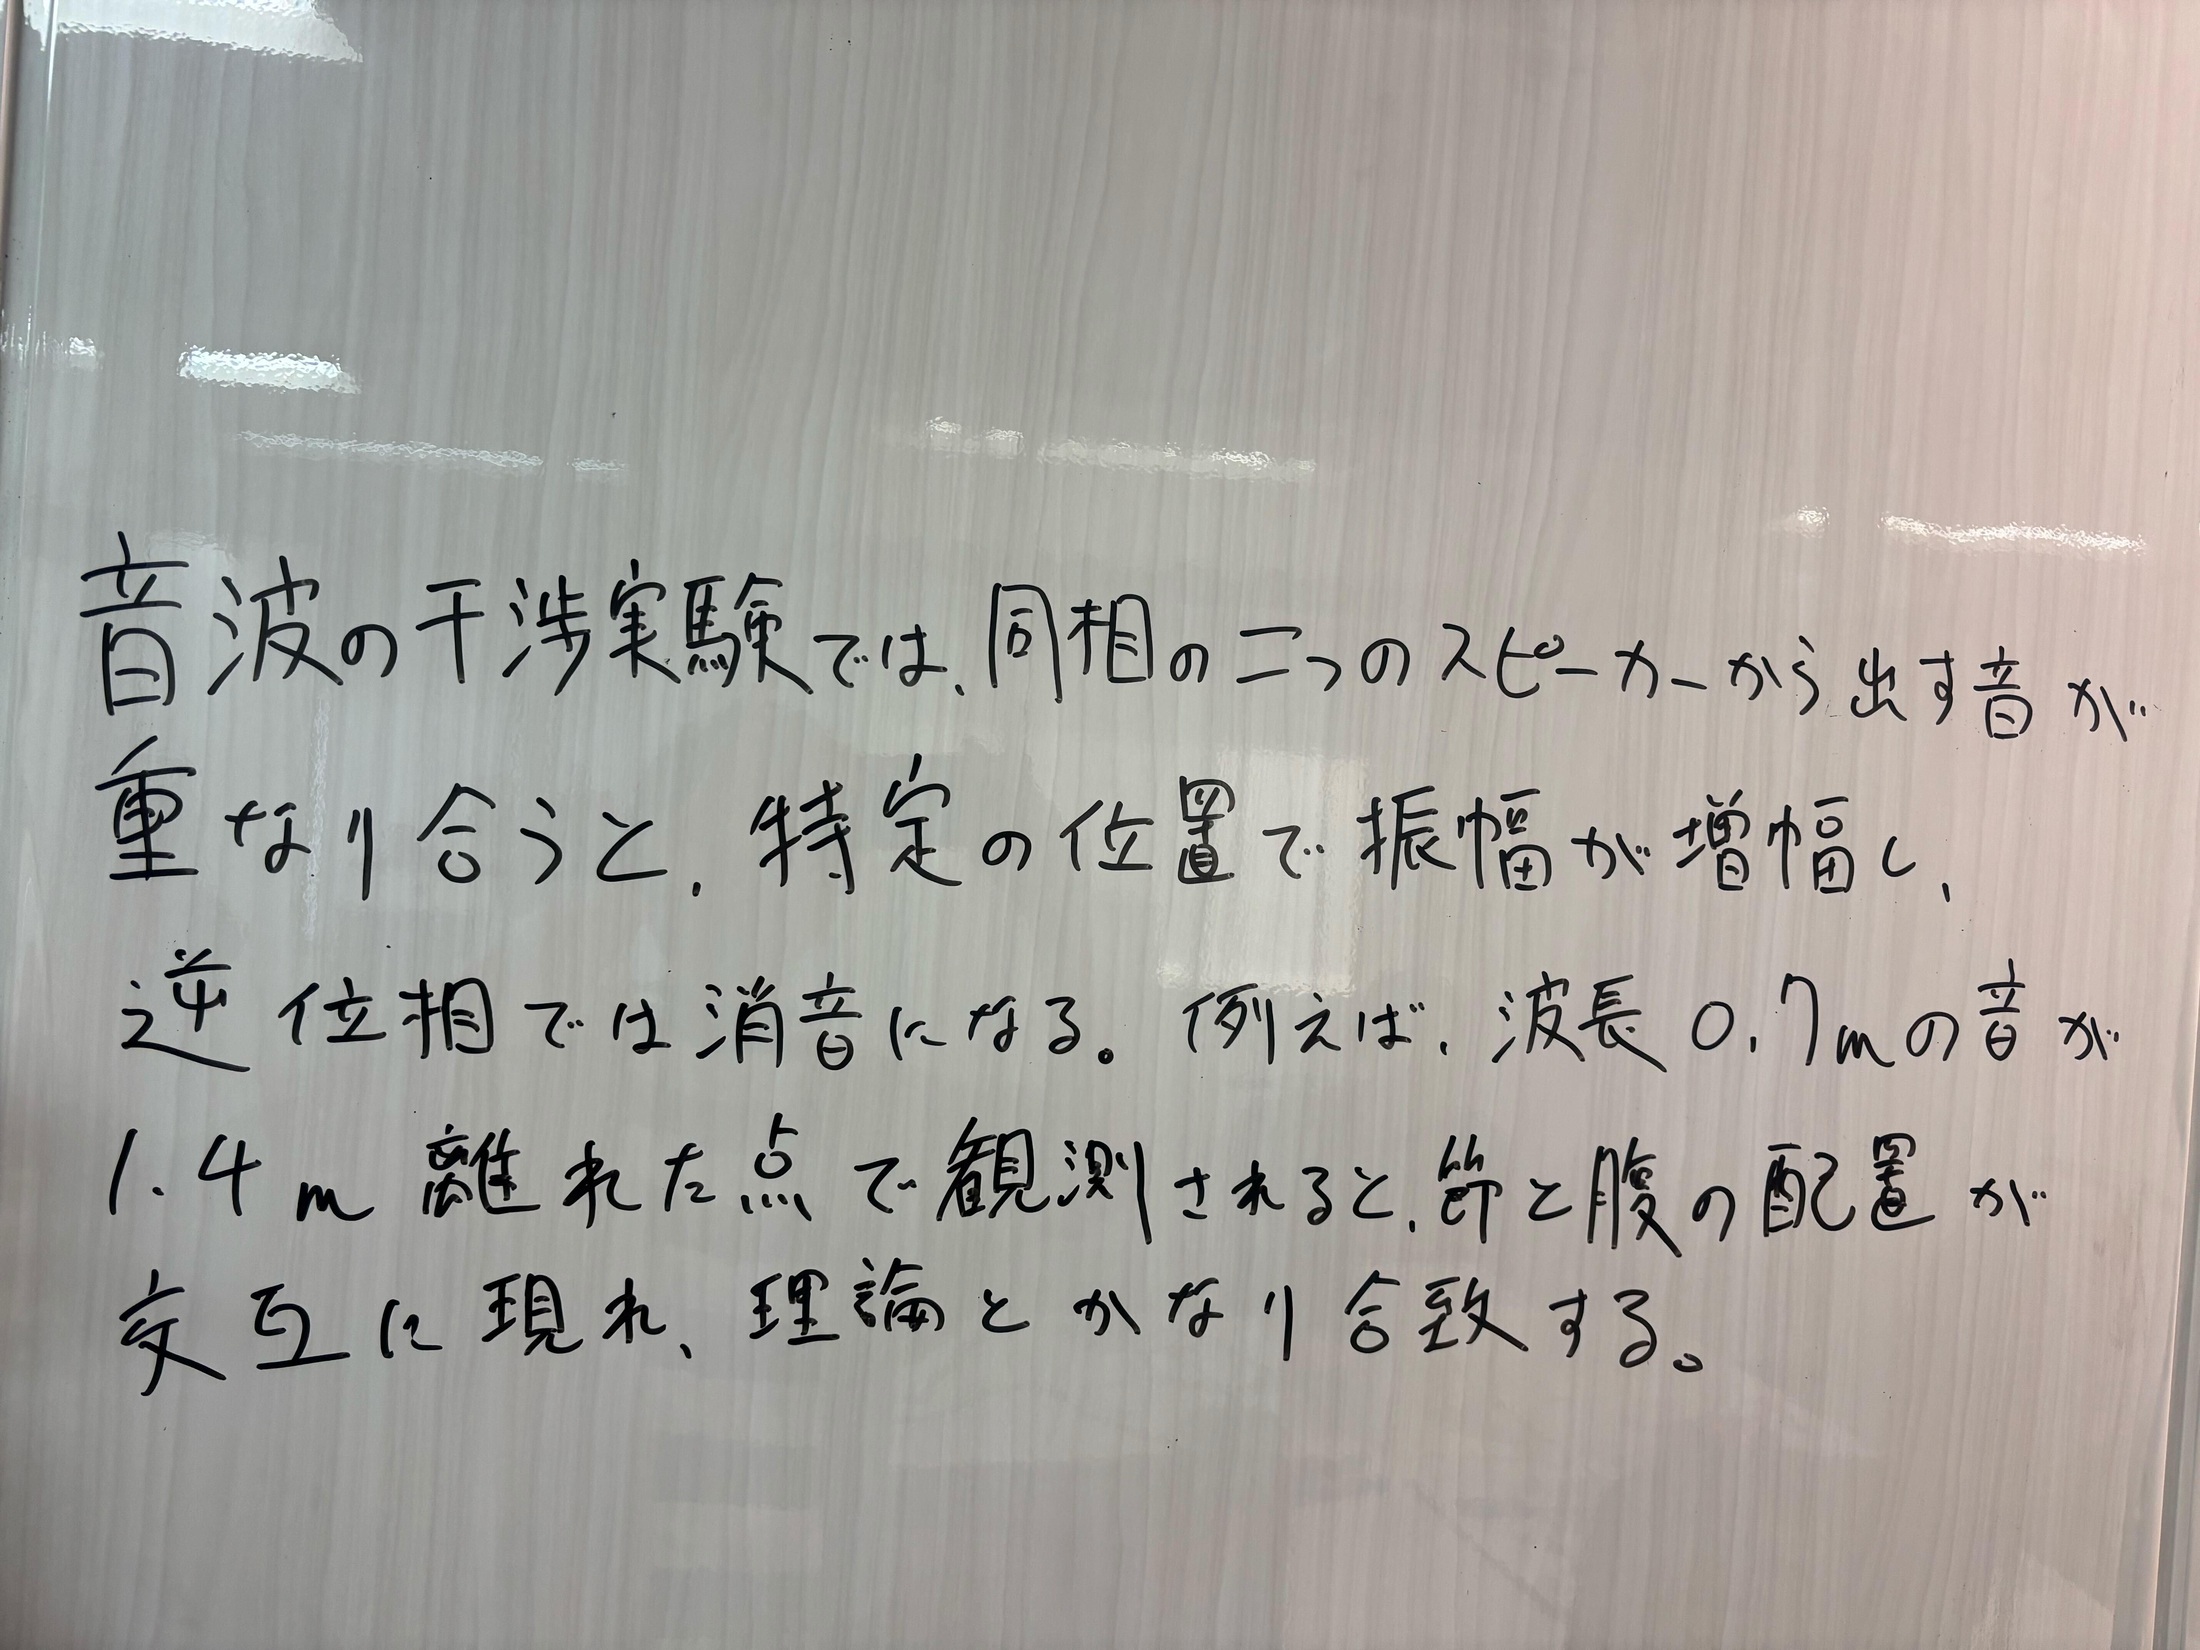 音波の干渉実験では、同相の二つのスピーカーから出す音が
重なり合うと、特定の位置で振幅が増幅し、
逆位相では消音になる。例えば、波長0.7mの音が
1.4m離れた点で観測されると、節と腹の配置が
交互に現れ、理論とかなり合致する。